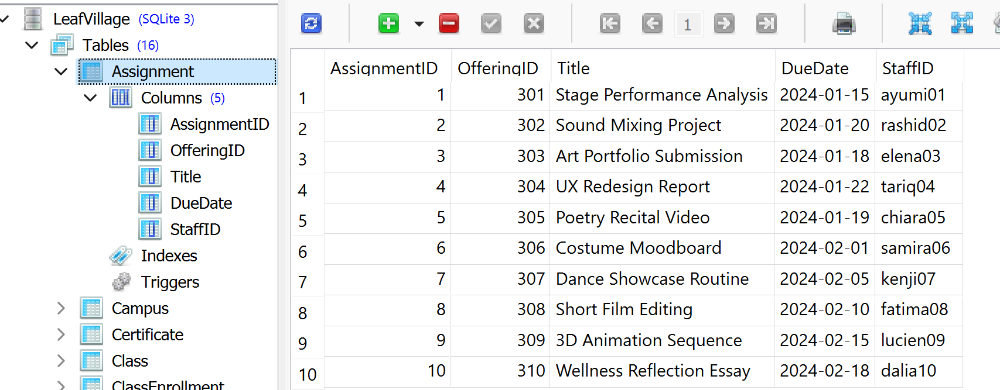 LeafVillage (SQLite 3)
Tables (16)
Assignment
Columns (5)
AssignmentID
OfferingID
Title
DueDate
StaffID
Indexes
Triggers
Campus
Certificate
Class
ClassEnrollment
1
AssignmentID OfferingID Title DueDate StaffID
1 1 301 Stage Performance Analysis 2024-01-15 ayumi01
2 2 302 Sound Mixing Project 2024-01-20 rashid02
3 3 303 Art Portfolio Submission 2024-01-18 elena03
4 4 304 UX Redesign Report 2024-01-22 tariq04
5 5 305 Poetry Recital Video 2024-01-19 chiara05
6 6 306 Costume Moodboard 2024-02-01 samira06
7 7 307 Dance Showcase Routine 2024-02-05 kenji07
8 8 308 Short Film Editing 2024-02-10 fatima08
9 9 309 3D Animation Sequence 2024-02-15 lucien09
10 10 310 Wellness Reflection Essay 2024-02-18 dalia10